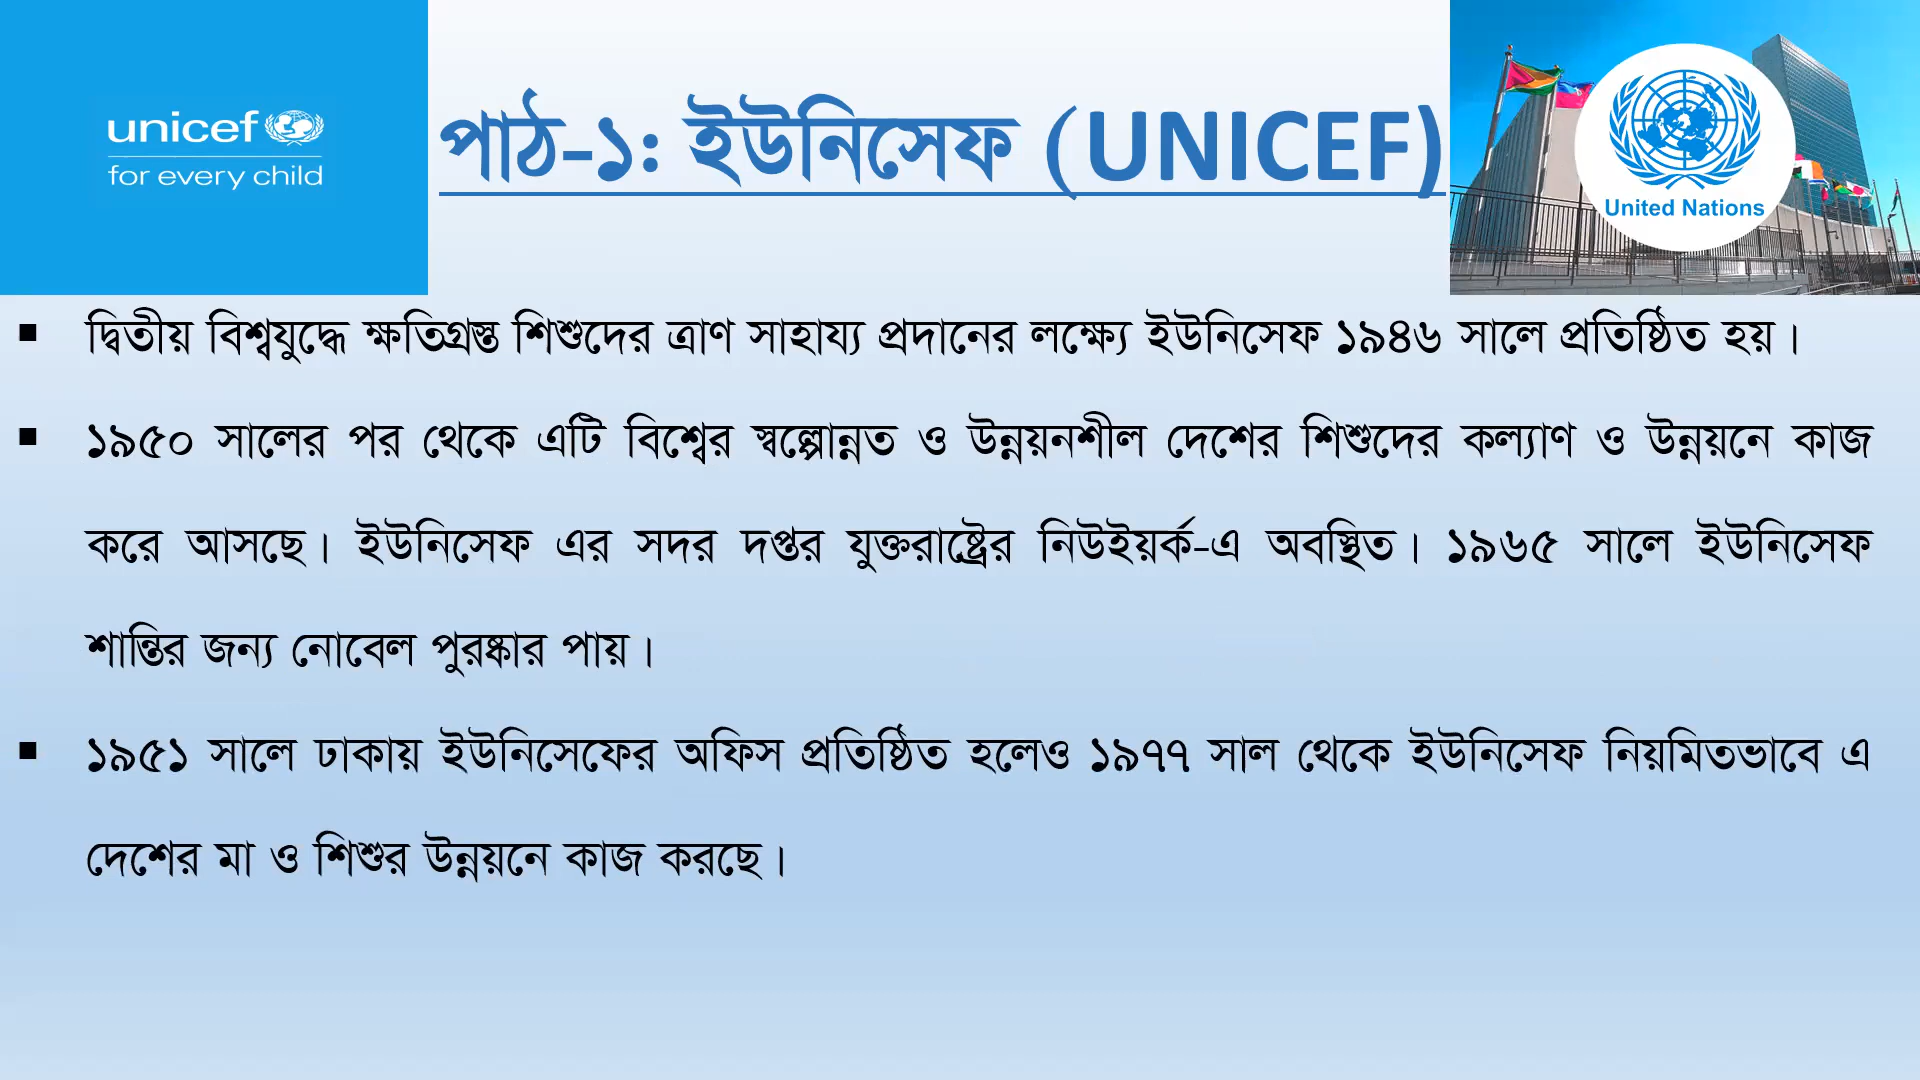 unicef
for every child
পাঠ-১: ইউনিসেফ (UNICEF)
United Nations
▪ দ্বিতীয় বিশ্বযুদ্ধে ক্ষতিগ্রস্ত শিশুদের ত্রাণ সাহায্য প্রদানের লক্ষ্যে ইউনিসেফ ১৯৪৬ সালে প্রতিষ্ঠিত হয়।
▪ ১৯৫০ সালের পর থেকে এটি বিশ্বের স্বল্পোন্নত ও উন্নয়নশীল দেশের শিশুদের কল্যাণ ও উন্নয়নে কাজ
করে আসছে। ইউনিসেফ এর সদর দপ্তর যুক্তরাষ্ট্রের নিউইয়র্ক-এ অবস্থিত। ১৯৬৫ সালে ইউনিসেফ
শান্তির জন্য নোবেল পুরষ্কার পায়।
▪ ১৯৫১ সালে ঢাকায় ইউনিসেফের অফিস প্রতিষ্ঠিত হলেও ১৯৭৭ সাল থেকে ইউনিসেফ নিয়মিতভাবে এ
দেশের মা ও শিশুর উন্নয়নে কাজ করছে।